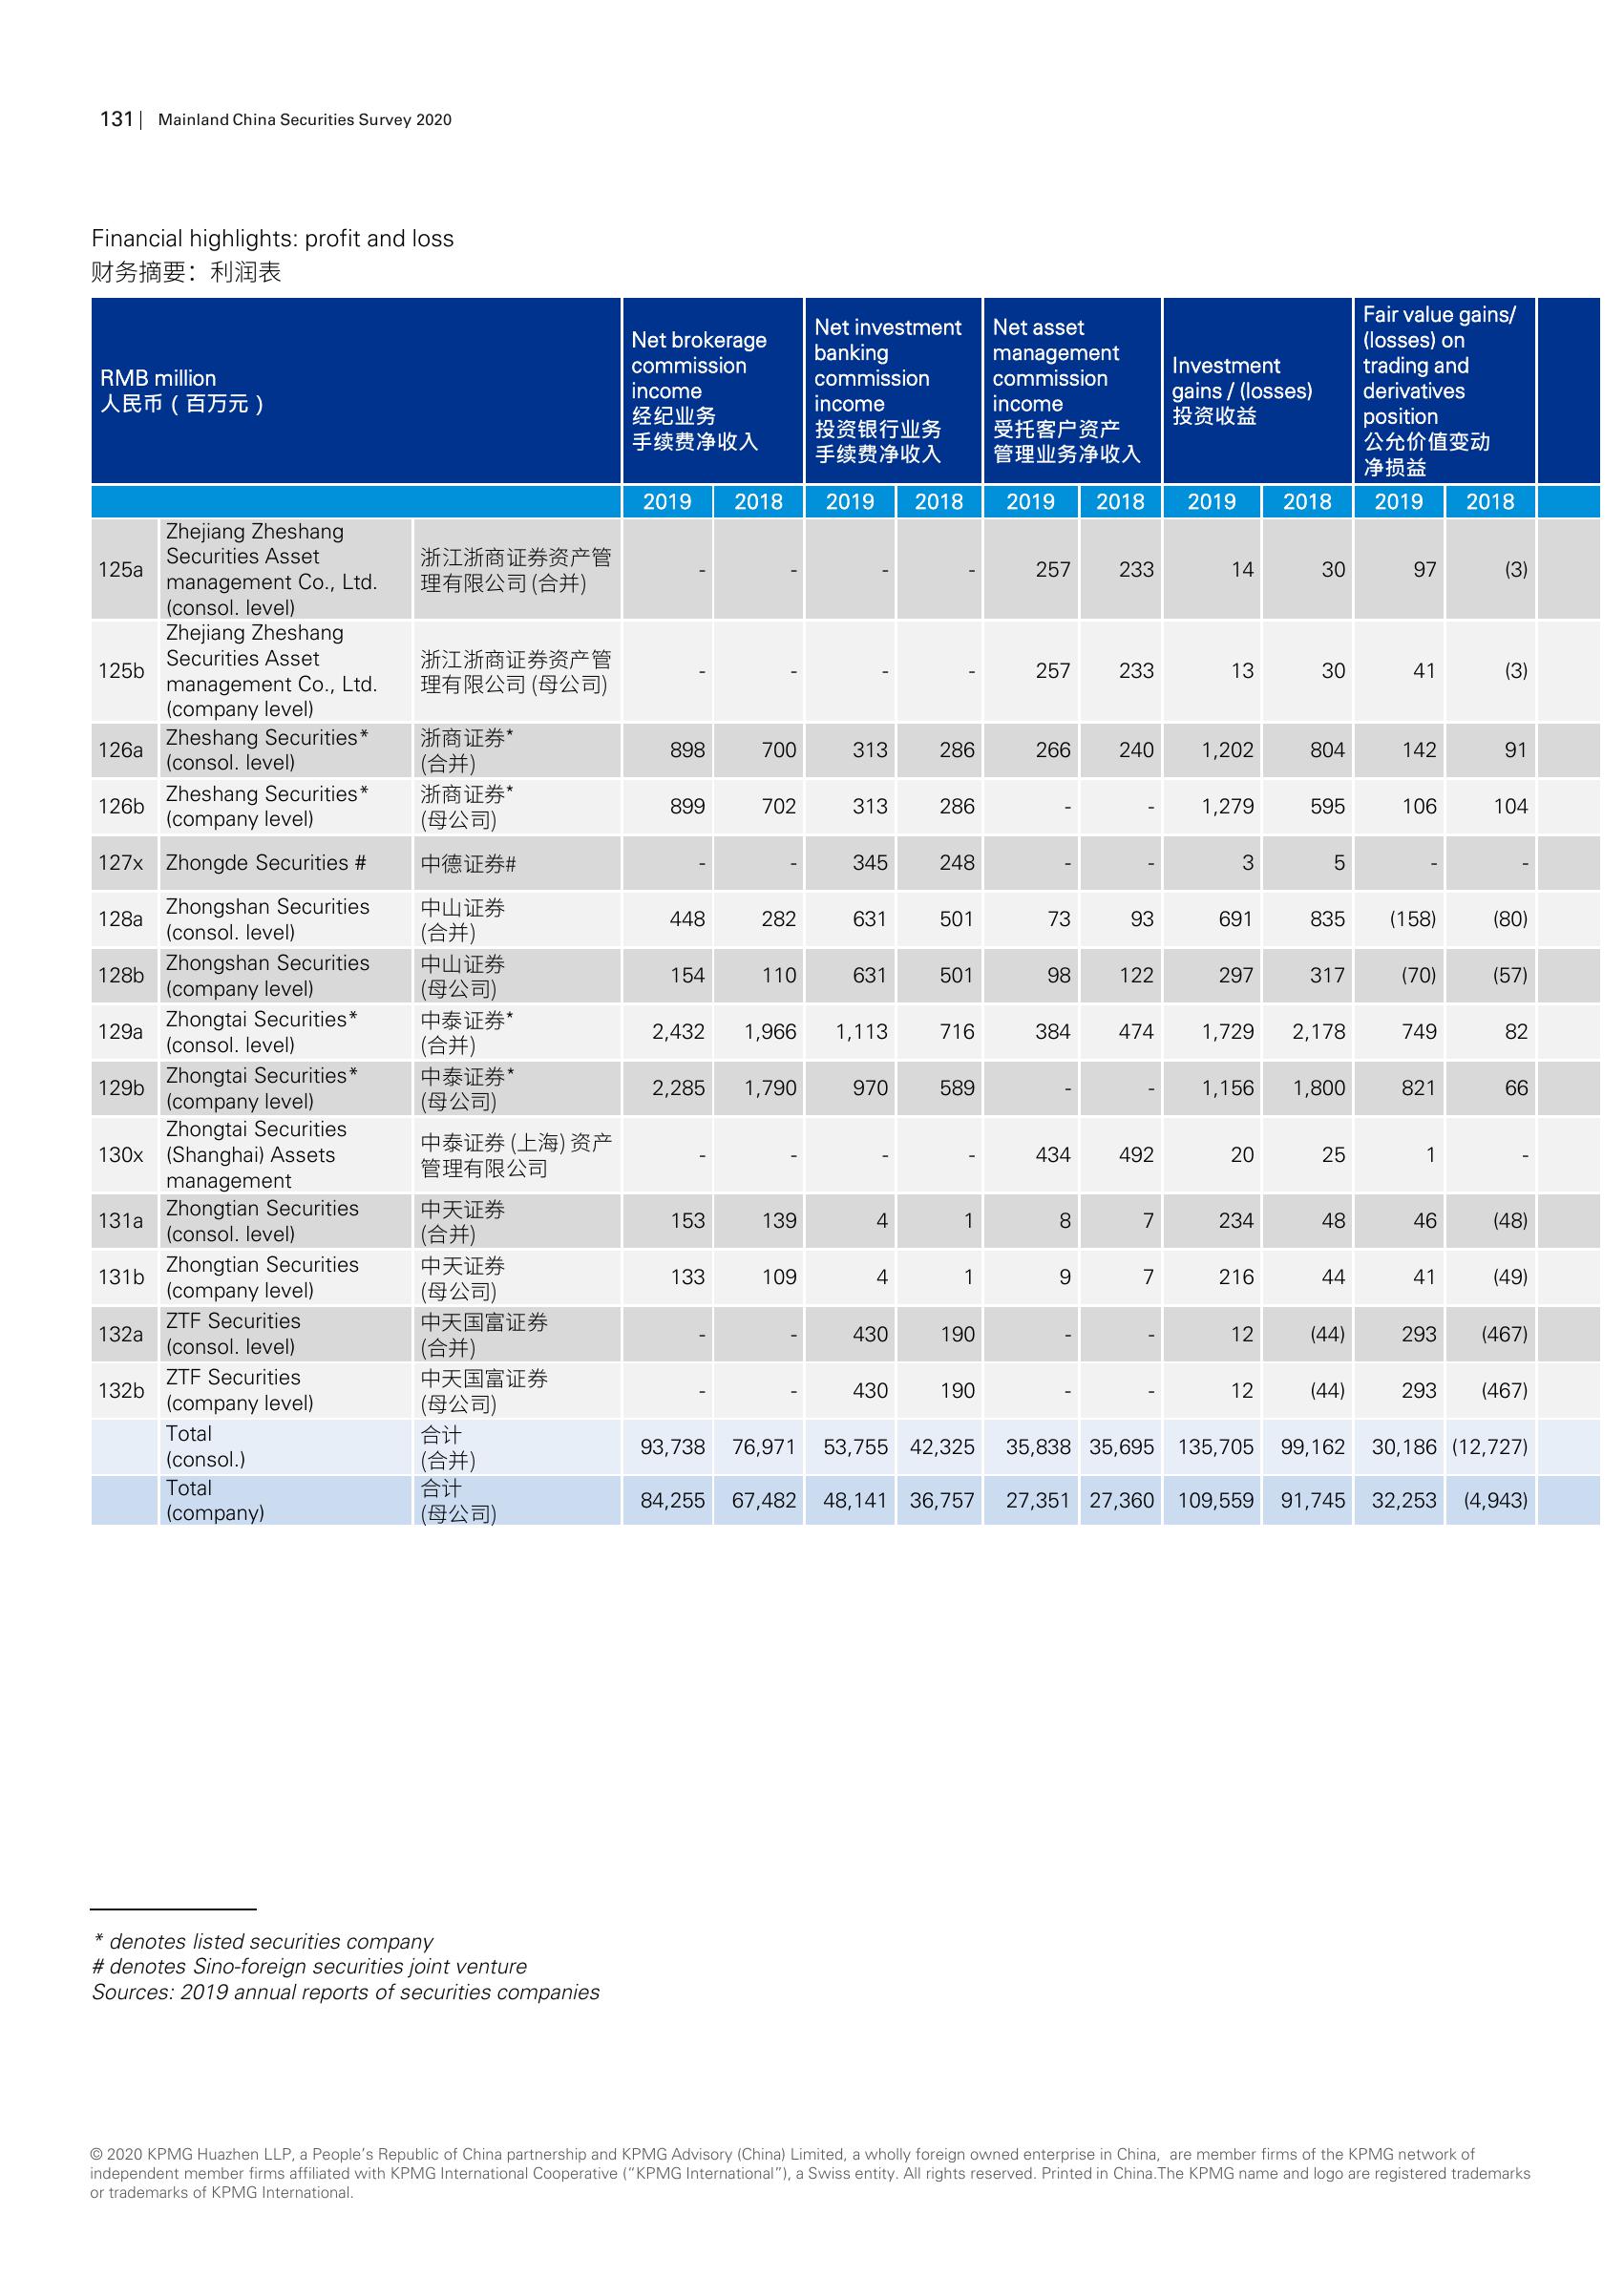 131 | Mainland China Securities Survey 2020
Financial highlights: profit and loss
财务摘要：利润表
RMB million
人民币（百万元）
Net brokerage
commission
income
经纪业务
手续费净收入
Net investment
banking
commission
income
投资银行业务
手续费净收入
Net asset
management
commission
income
受托客户资产
管理业务净收入
Investment
gains / (losses)
投资收益
Fair value gains/
(losses) on
trading and
derivatives
position
公允价值变动
净损益
2019 2018 2019 2018 2019 2018 2019 2018 2019 2018
125a Zhejiang Zheshang
Securities Asset
management Co., Ltd.
(consol. level)
浙江浙商证券资产管
理有限公司 (合并)
- - - - 257 233 14 30 97 (3)
125b Zhejiang Zheshang
Securities Asset
management Co., Ltd.
(company level)
浙江浙商证券资产管
理有限公司 (母公司)
- - - - 257 233 13 30 41 (3)
126a Zheshang Securities*
(consol. level)
浙商证券*
(合并)
898 700 313 286 266 240 1,202 804 142 91
126b Zheshang Securities*
(company level)
浙商证券*
(母公司)
899 702 313 286 - - 1,279 595 106 104
127x Zhongde Securities # 中德证券# - - 345 248 - - 3 5 - -
128a Zhongshan Securities
(consol. level)
中山证券
(合并)
448 282 631 501 73 93 691 835 (158) (80)
128b Zhongshan Securities
(company level)
中山证券
(母公司)
154 110 631 501 98 122 297 317 (70) (57)
129a Zhongtai Securities*
(consol. level)
中泰证券*
(合并)
2,432 1,966 1,113 716 384 474 1,729 2,178 749 82
129b Zhongtai Securities*
(company level)
中泰证券*
(母公司)
2,285 1,790 970 589 - - 1,156 1,800 821 66
130x Zhongtai Securities
(Shanghai) Assets
management
中泰证券 (上海) 资产
管理有限公司
- - - - 434 492 20 25 1 -
131a Zhongtian Securities
(consol. level)
中天证券
(合并)
153 139 4 1 8 7 234 48 46 (48)
131b Zhongtian Securities
(company level)
中天证券
(母公司)
133 109 4 1 9 7 216 44 41 (49)
132a ZTF Securities
(consol. level)
中天国富证券
(合并)
- - 430 190 - - 12 (44) 293 (467)
132b ZTF Securities
(company level)
中天国富证券
(母公司)
- - 430 190 - - 12 (44) 293 (467)
Total
(consol.)
合计
(合并)
93,738 76,971 53,755 42,325 35,838 35,695 135,705 99,162 30,186 (12,727)
Total
(company)
合计
(母公司)
84,255 67,482 48,141 36,757 27,351 27,360 109,559 91,745 32,253 (4,943)
* denotes listed securities company
# denotes Sino-foreign securities joint venture
Sources: 2019 annual reports of securities companies
© 2020 KPMG Huazhen LLP, a People’s Republic of China partnership and KPMG Advisory (China) Limited, a wholly foreign owned enterprise in China, are member firms of the KPMG network of
independent member firms affiliated with KPMG International Cooperative (“KPMG International”), a Swiss entity. All rights reserved. Printed in China.The KPMG name and logo are registered trademarks
or trademarks of KPMG International.